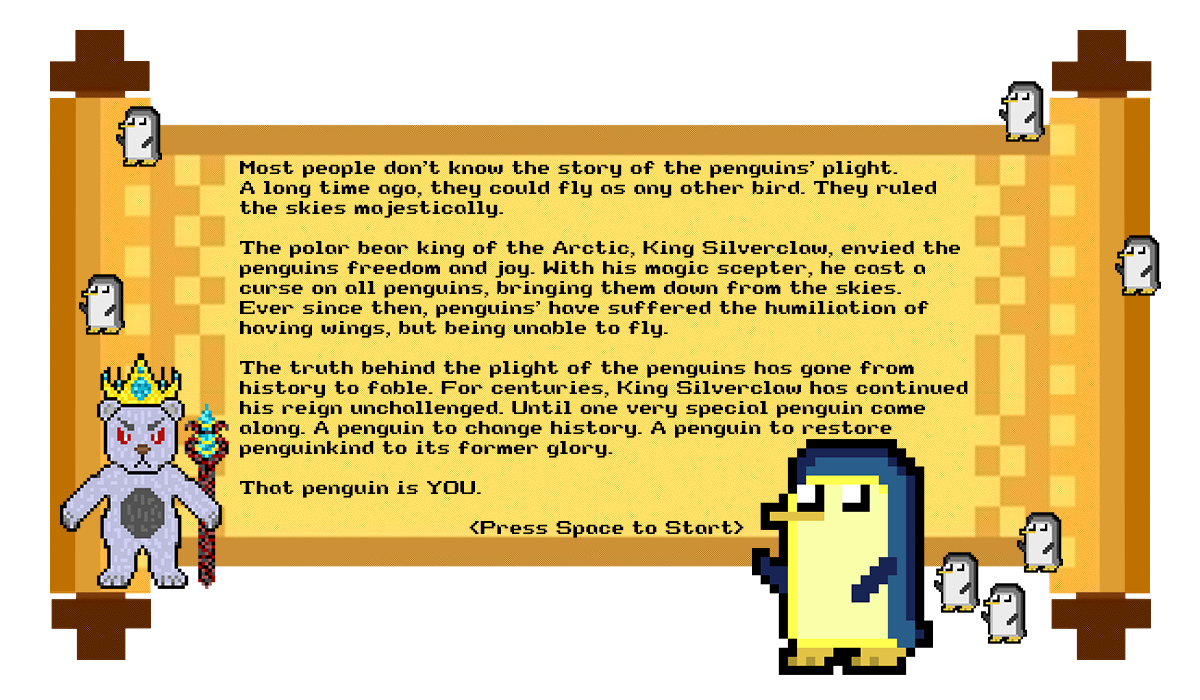 Most people don't know the story of the penguins' plight.
A long time ago, they could fly as any other bird. They ruled
the skies majestically.
The polar bear king of the Arctic, King Silverclaw, envied the
penguins freedom and joy. With his magic scepter, he cast a
curse on all penguins, bringing them down from the skies.
Ever since then, penguins' have suffered the humiliation of
having wings, but being unable to fly.
The truth behind the plight of the penguins has gone from
history to fable. For centuries, King Silverclaw has continued
his reign unchallenged. Until one very special penguin came
along. A penguin to change history. A penguin to restore
penguinkind to its former glory.
That penguin is YOU.
<Press Space to Start>